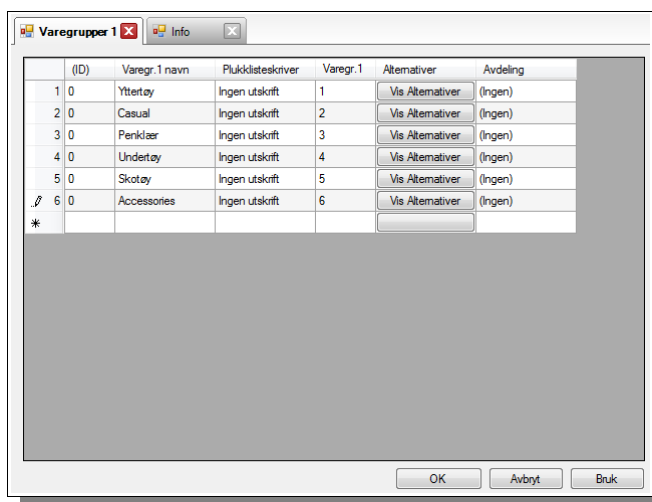 Varegrupper 1 Info
(ID) Varegr.1 navn Plukklisteskriver Varegr.1 Alternativer Avdeling
1 0 Yttertøy Ingen utskrift 1 Vis Alternativer (Ingen)
2 0 Casual Ingen utskrift 2 Vis Alternativer (Ingen)
3 0 Penklær Ingen utskrift 3 Vis Alternativer (Ingen)
4 0 Undertøy Ingen utskrift 4 Vis Alternativer (Ingen)
5 0 Skotøy Ingen utskrift 5 Vis Alternativer (Ingen)
6 0 Accessories Ingen utskrift 6 Vis Alternativer (Ingen)
OK Avbryt Bruk